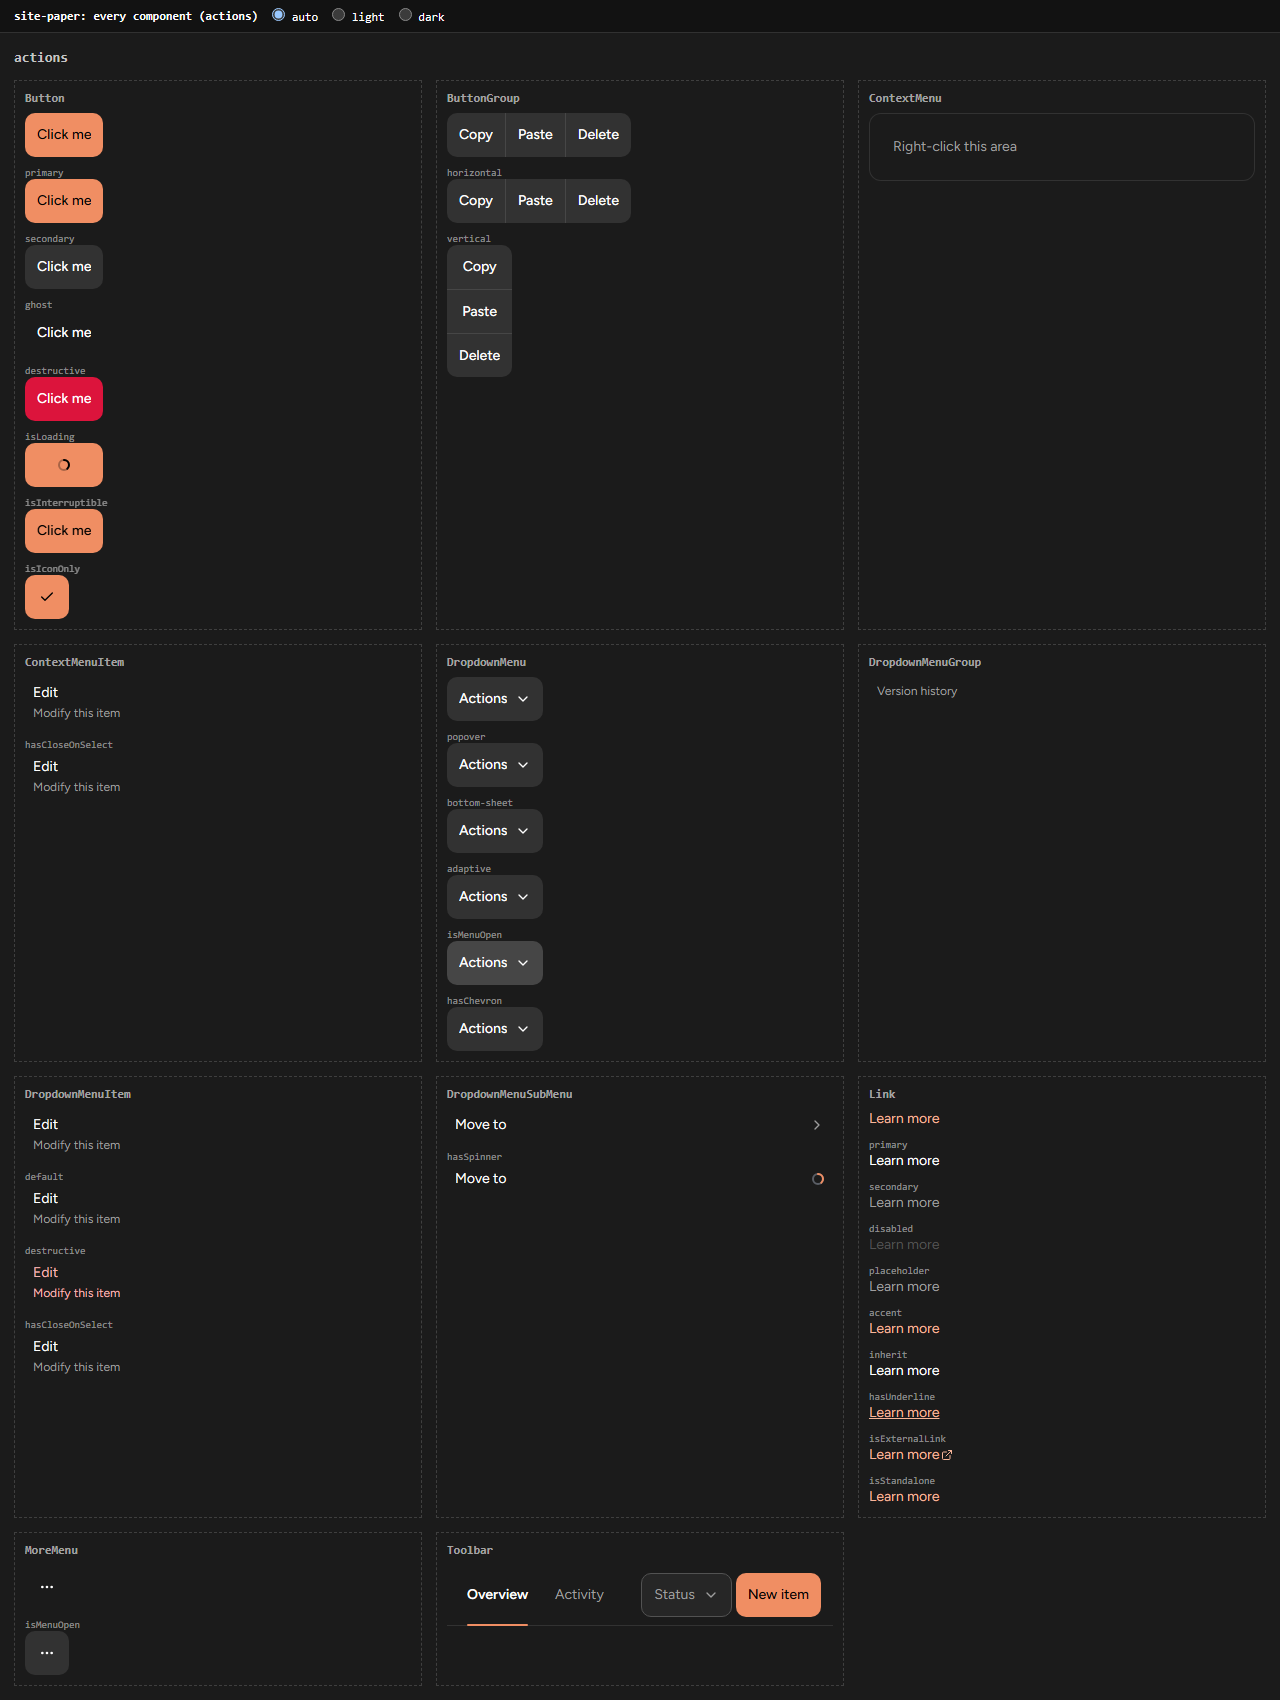 site-paper: every component (actions) auto light dark
actions
Button
Click me
primary
Click me
secondary
Click me
ghost
Click me
destructive
Click me
isLoading
isInterruptible
Click me
isIconOnly
ButtonGroup
Copy Paste Delete
horizontal
Copy Paste Delete
vertical
Copy
Paste
Delete
ContextMenu
Right-click this area
ContextMenuItem
Edit
Modify this item
hasCloseOnSelect
Edit
Modify this item
DropdownMenu
Actions
popover
Actions
bottom-sheet
Actions
adaptive
Actions
isMenuOpen
Actions
hasChevron
Actions
DropdownMenuGroup
Version history
DropdownMenuItem
Edit
Modify this item
default
Edit
Modify this item
destructive
Edit
Modify this item
hasCloseOnSelect
Edit
Modify this item
DropdownMenuSubMenu
Move to
hasSpinner
Move to
Link
Learn more
primary
Learn more
secondary
Learn more
disabled
Learn more
placeholder
Learn more
accent
Learn more
inherit
Learn more
hasUnderline
Learn more
isExternalLink
Learn more
isStandalone
Learn more
MoreMenu
isMenuOpen
Toolbar
Overview Activity Status New item